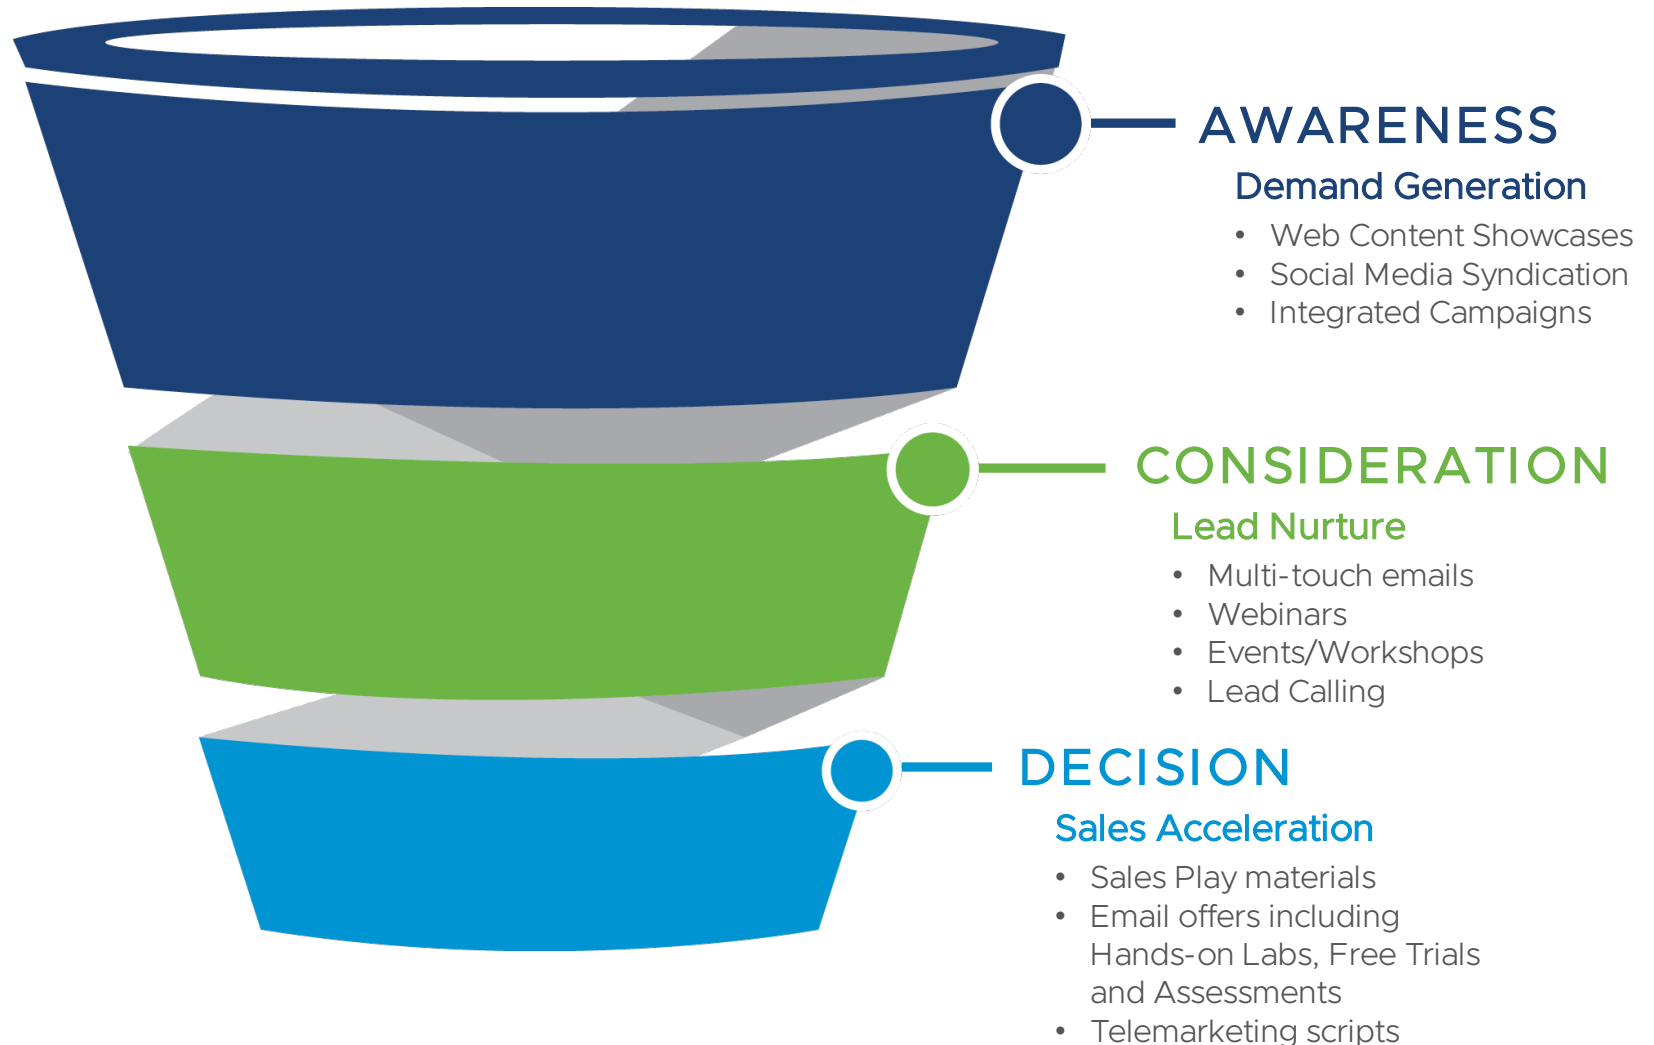 AWARENESS
Demand Generation
• Web Content Showcases
• Social Media Syndication
• Integrated Campaigns
CONSIDERATION
Lead Nurture
• Multi-touch emails
• Webinars
• Events/Workshops
• Lead Calling
DECISION
Sales Acceleration
• Sales Play materials
• Email offers including
Hands-on Labs, Free Trials
and Assessments
• Telemarketing scripts